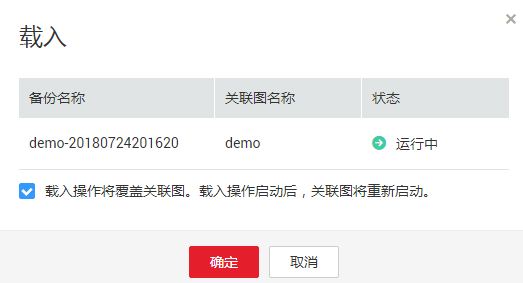 载入
备份名称 关联图名称 状态
demo-20180724201620 demo 运行中
载入操作将覆盖关联图。载入操作启动后，关联图将重新启动。
确定 取消